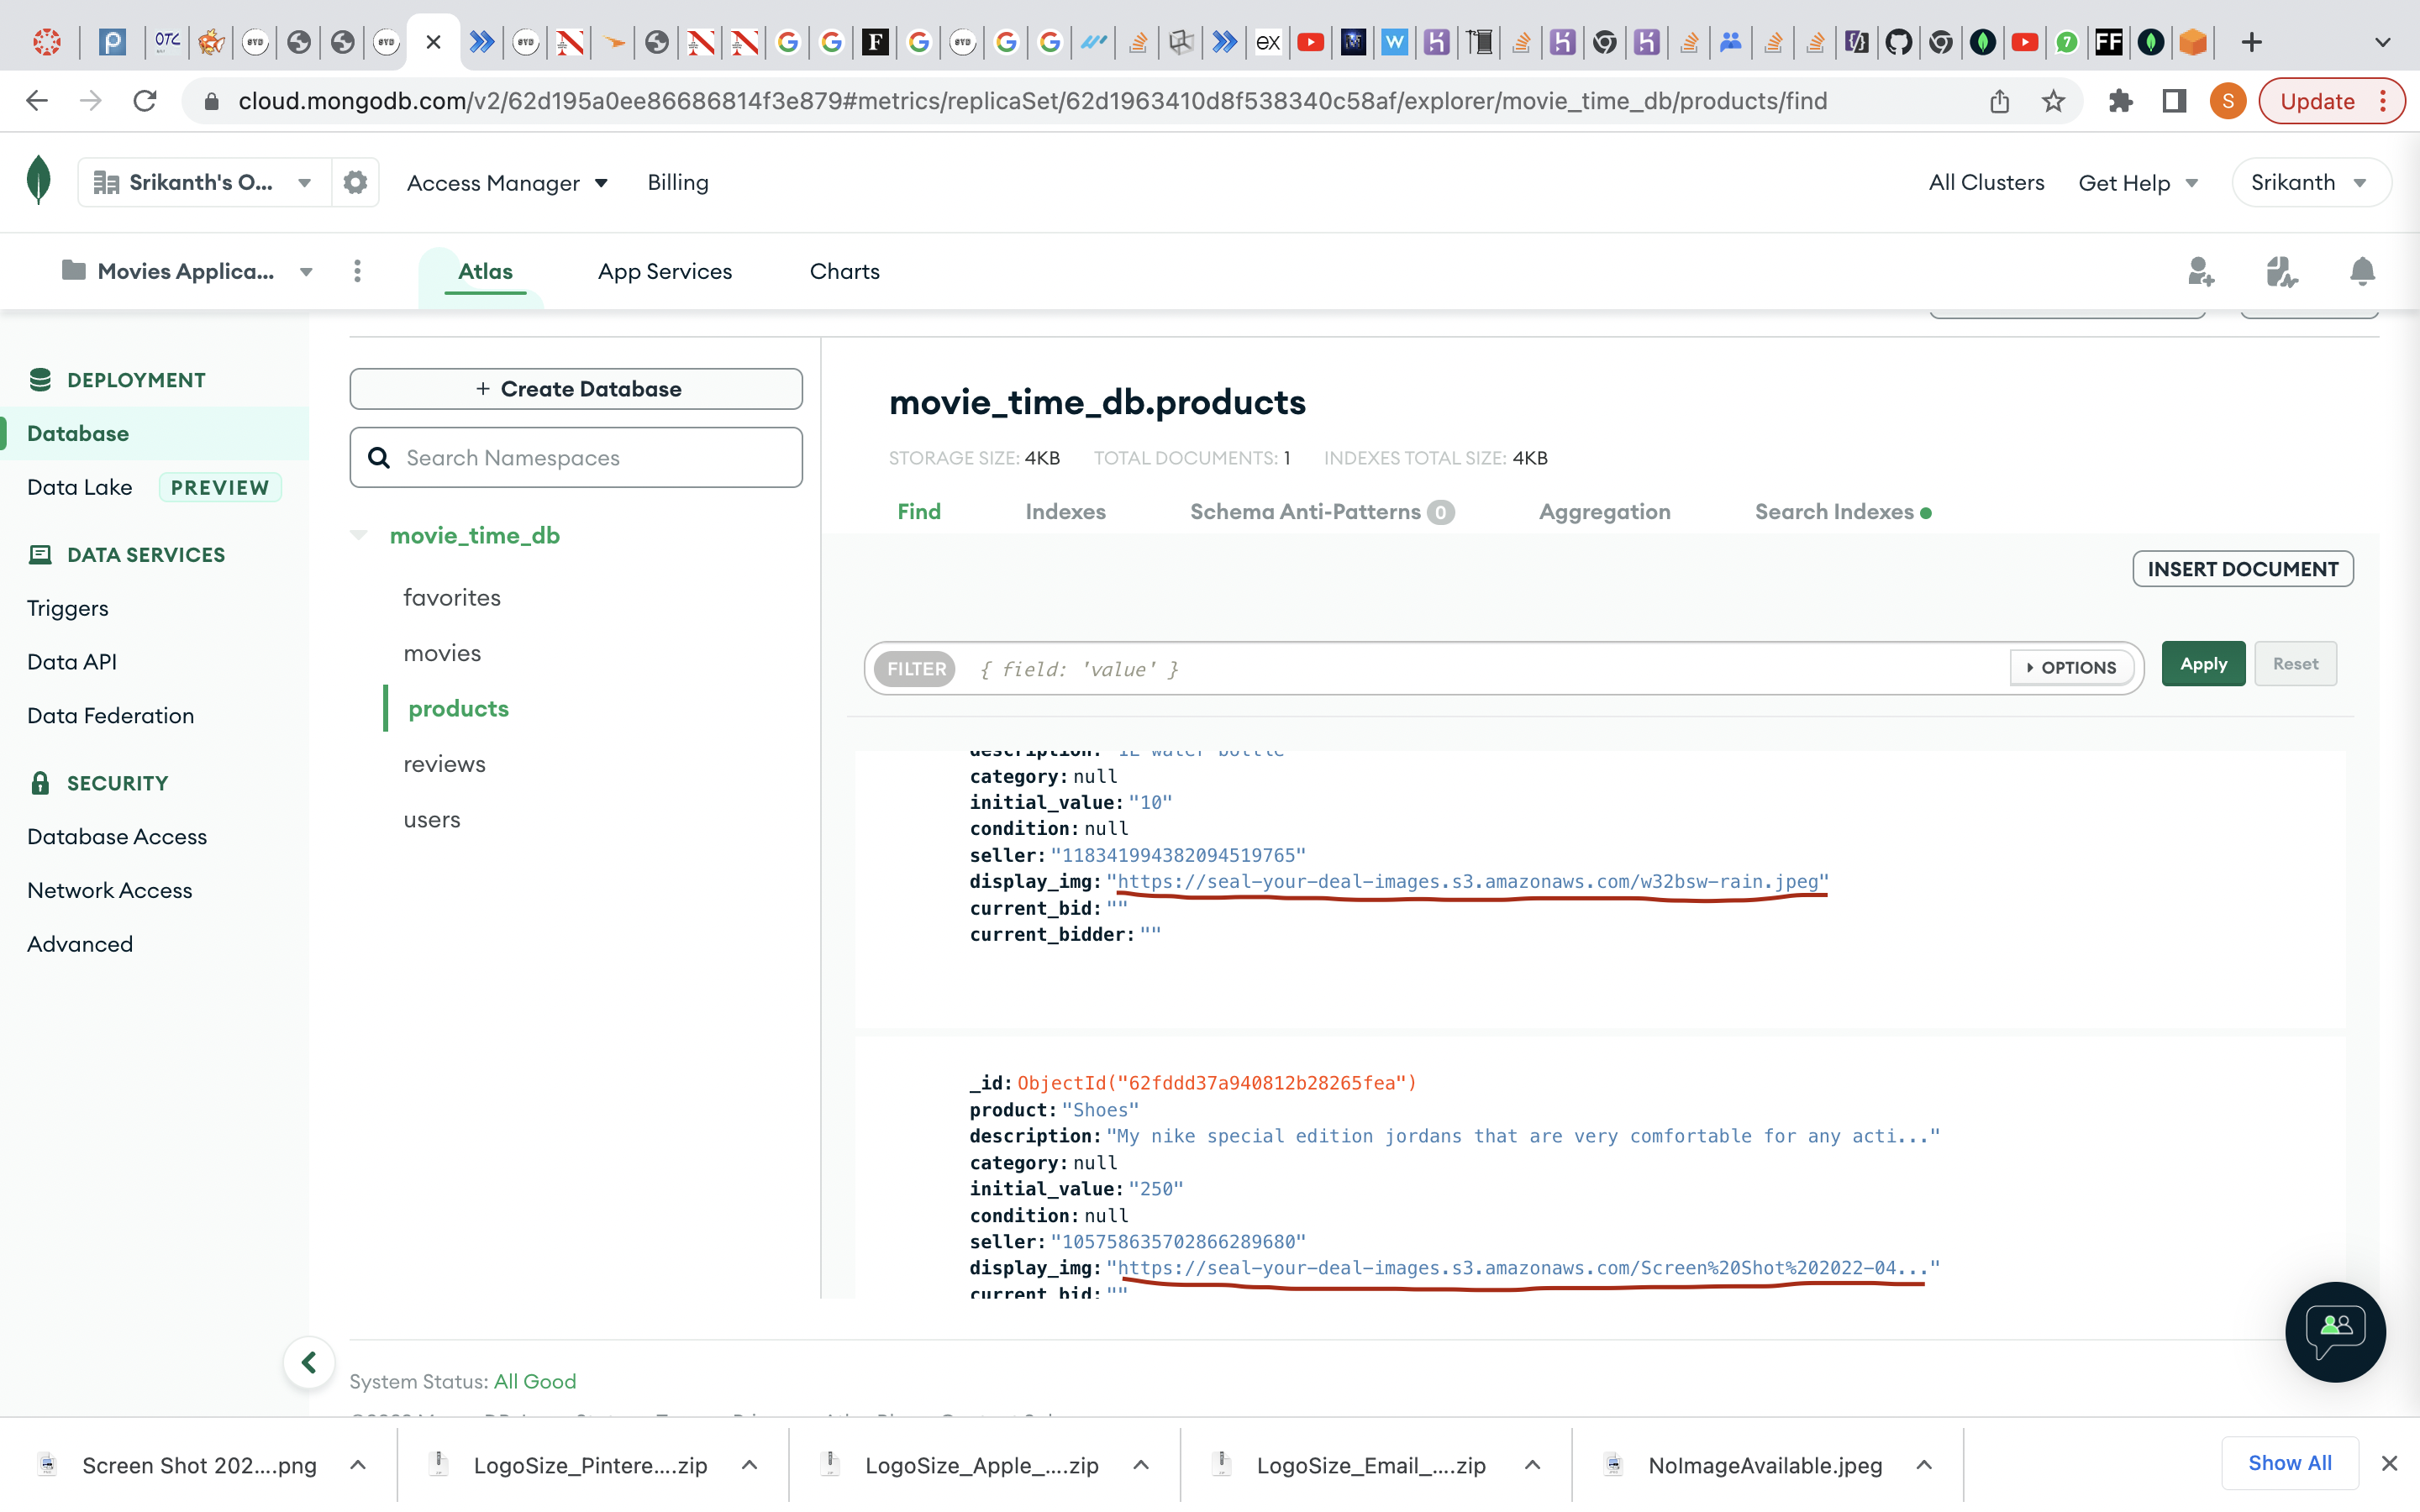 cloud.mongodb.com/v2/62d195a0ee86686814f3e879#metrics/replicaSet/62d1963410d8f538340c58af/explorer/movie_time_db/products/find
Update
Srikanth's O...
Access Manager
Billing
All Clusters
Get Help
Srikanth
Movies Applica...
Atlas
App Services
Charts
DEPLOYMENT
Database
Data Lake PREVIEW
DATA SERVICES
Triggers
Data API
Data Federation
SECURITY
Database Access
Network Access
Advanced
+ Create Database
Search Namespaces
movie_time_db
favorites
movies
products
reviews
users
movie_time_db.products
STORAGE SIZE: 4KB TOTAL DOCUMENTS: 1 INDEXES TOTAL SIZE: 4KB
Find Indexes Schema Anti-Patterns 0 Aggregation Search Indexes
INSERT DOCUMENT
FILTER { field: 'value' } OPTIONS Apply Reset
description: "1L water bottle"
category: null
initial_value: "10"
condition: null
seller: "118341994382094519765"
display_img: "https://seal-your-deal-images.s3.amazonaws.com/w32bsw-rain.jpeg"
current_bid: ""
current_bidder: ""
_id: ObjectId("62fddd37a940812b28265fea")
product: "Shoes"
description: "My nike special edition jordans that are very comfortable for any acti..."
category: null
initial_value: "250"
condition: null
seller: "105758635702866289680"
display_img: "https://seal-your-deal-images.s3.amazonaws.com/Screen%20Shot%202022-04..."
current_bid: ""
System Status: All Good
Screen Shot 202....png
LogoSize_Pintere....zip
LogoSize_Apple_....zip
LogoSize_Email_....zip
NoImageAvailable.jpeg
Show All